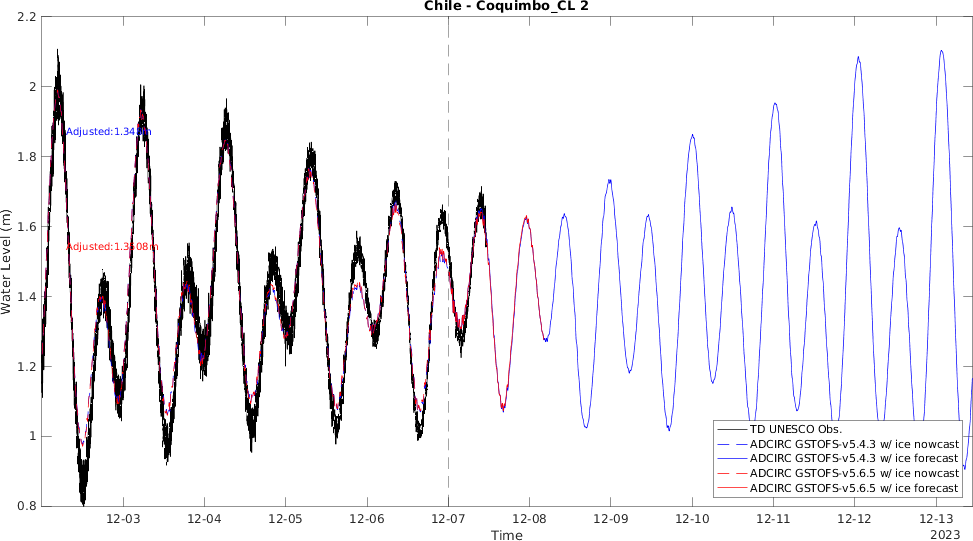 Chile - Coquimbo_CL 2
2.2
2
1.8
1.6
1.4
1.2
1
0.8
Water Level (m)
Adjusted:1.348m
Adjusted:1.3508m
TD UNESCO Obs.
ADCIRC GSTOFS-v5.4.3 w/ ice nowcast
ADCIRC GSTOFS-v5.4.3 w/ ice forecast
ADCIRC GSTOFS-v5.6.5 w/ ice nowcast
ADCIRC GSTOFS-v5.6.5 w/ ice forecast
12-03 12-04 12-05 12-06 12-07 12-08 12-09 12-10 12-11 12-12 12-13
Time
2023